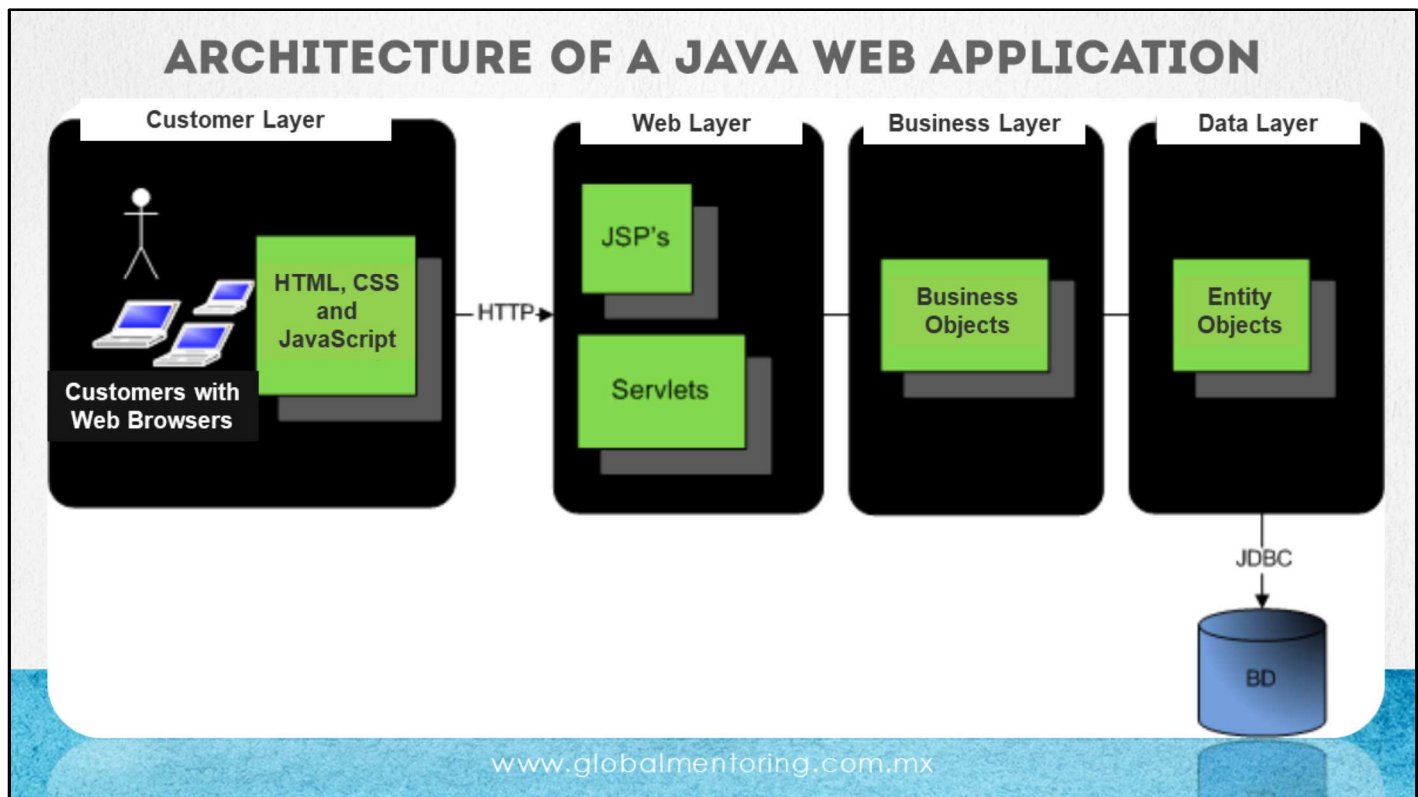 ARCHITECTURE OF A JAVA WEB APPLICATION
Customer Layer
Customers with
Web Browsers
HTML, CSS
and
JavaScript
HTTP
Web Layer
JSP's
Servlets
Business Layer
Business
Objects
Data Layer
Entity
Objects
JDBC
BD
www.globalmentoring.com.mx